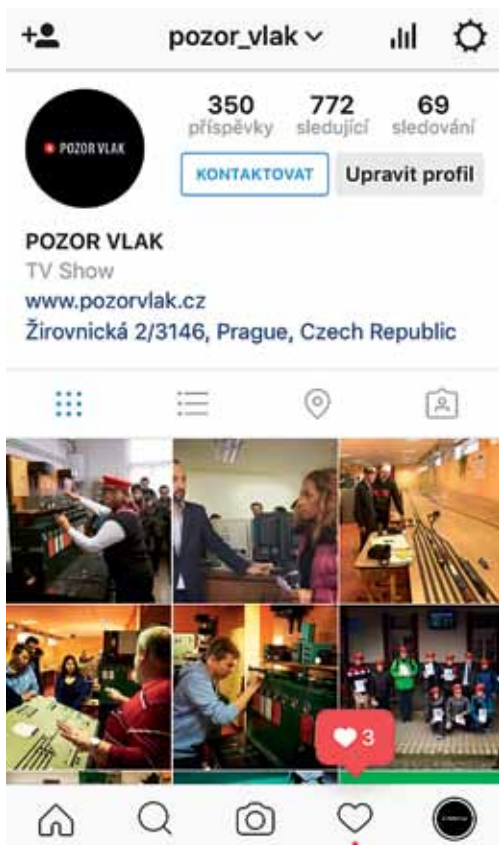 pozor_vlak
350 772 69
příspěvky sledující sledování
POZOR VLAK
KONTAKTOVAT Upravit profil
POZOR VLAK
TV Show
www.pozorvlak.cz
Žirovnická 2/3146, Prague, Czech Republic
3